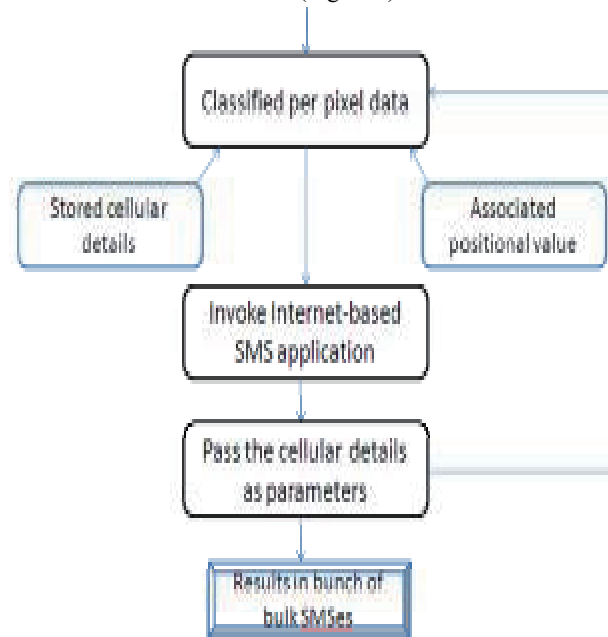 Classified per pixel data
Stored cellular
details
Associated
positional value
Invoke Internet-based
SMS application
Pass the cellular details
as parameters
Results in bunch of
bulk SMSes